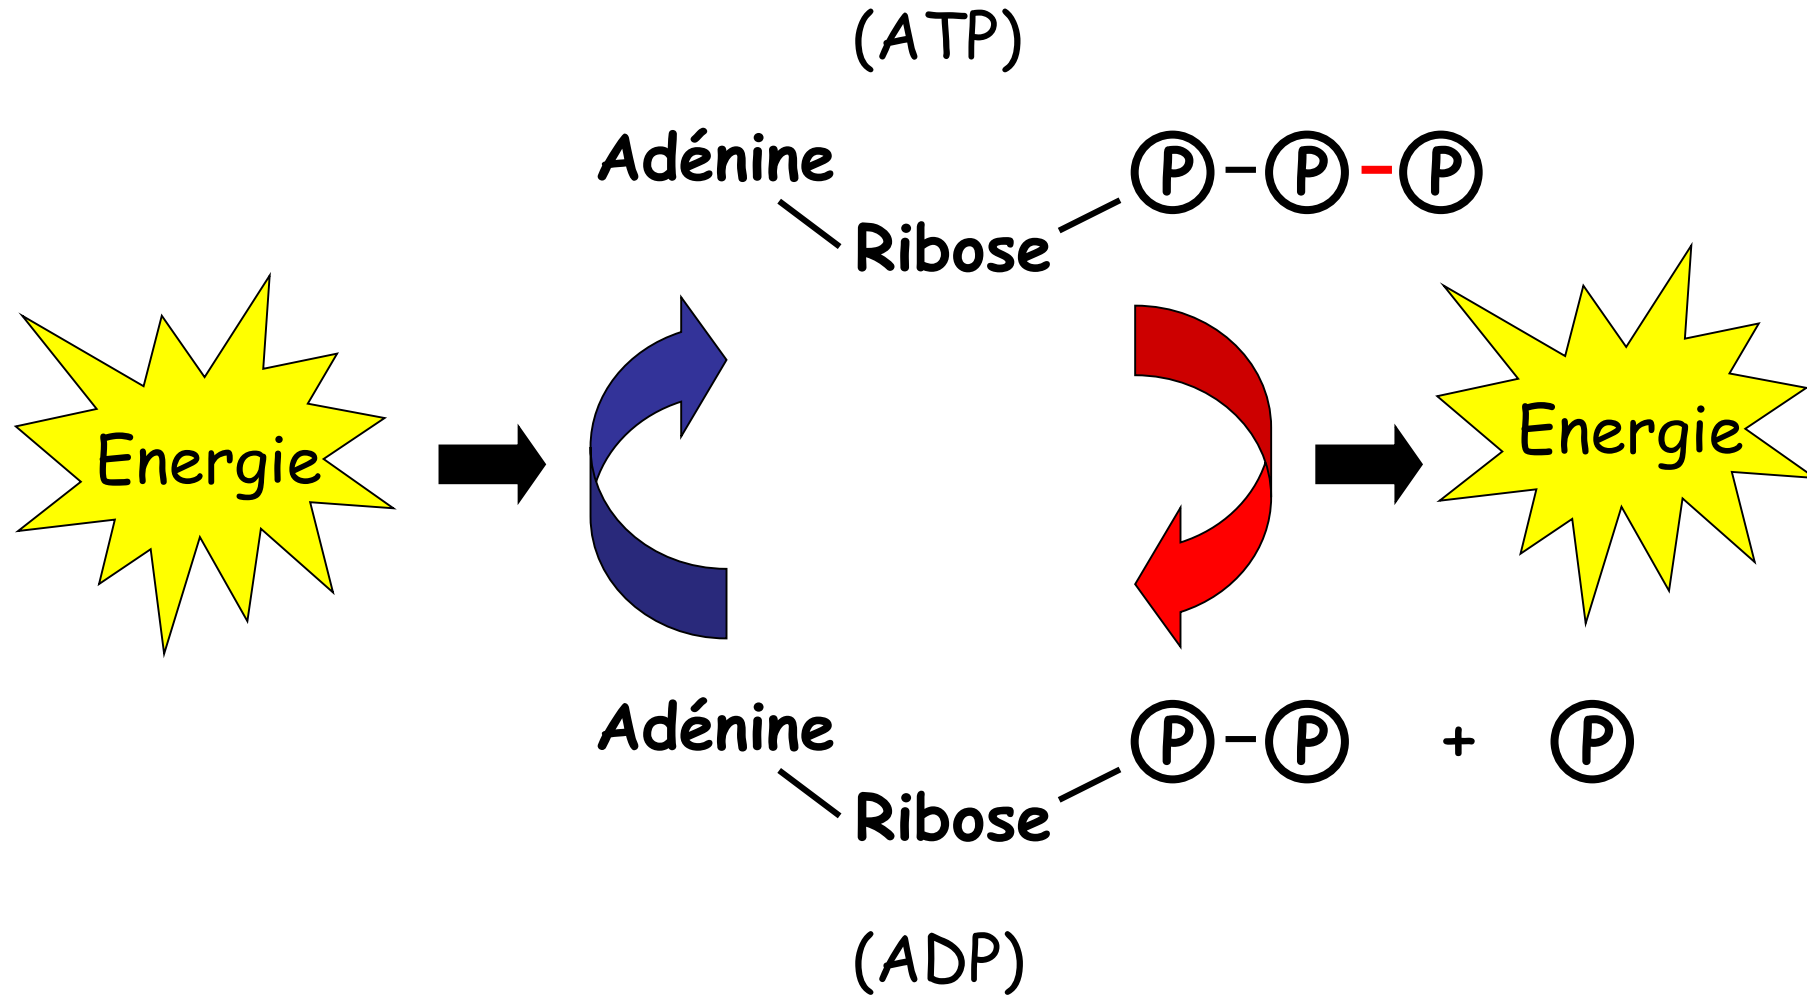 (ATP)
Adénine
P – P – P
Ribose
Energie
Energie
Adénine
P – P + P
Ribose
(ADP)